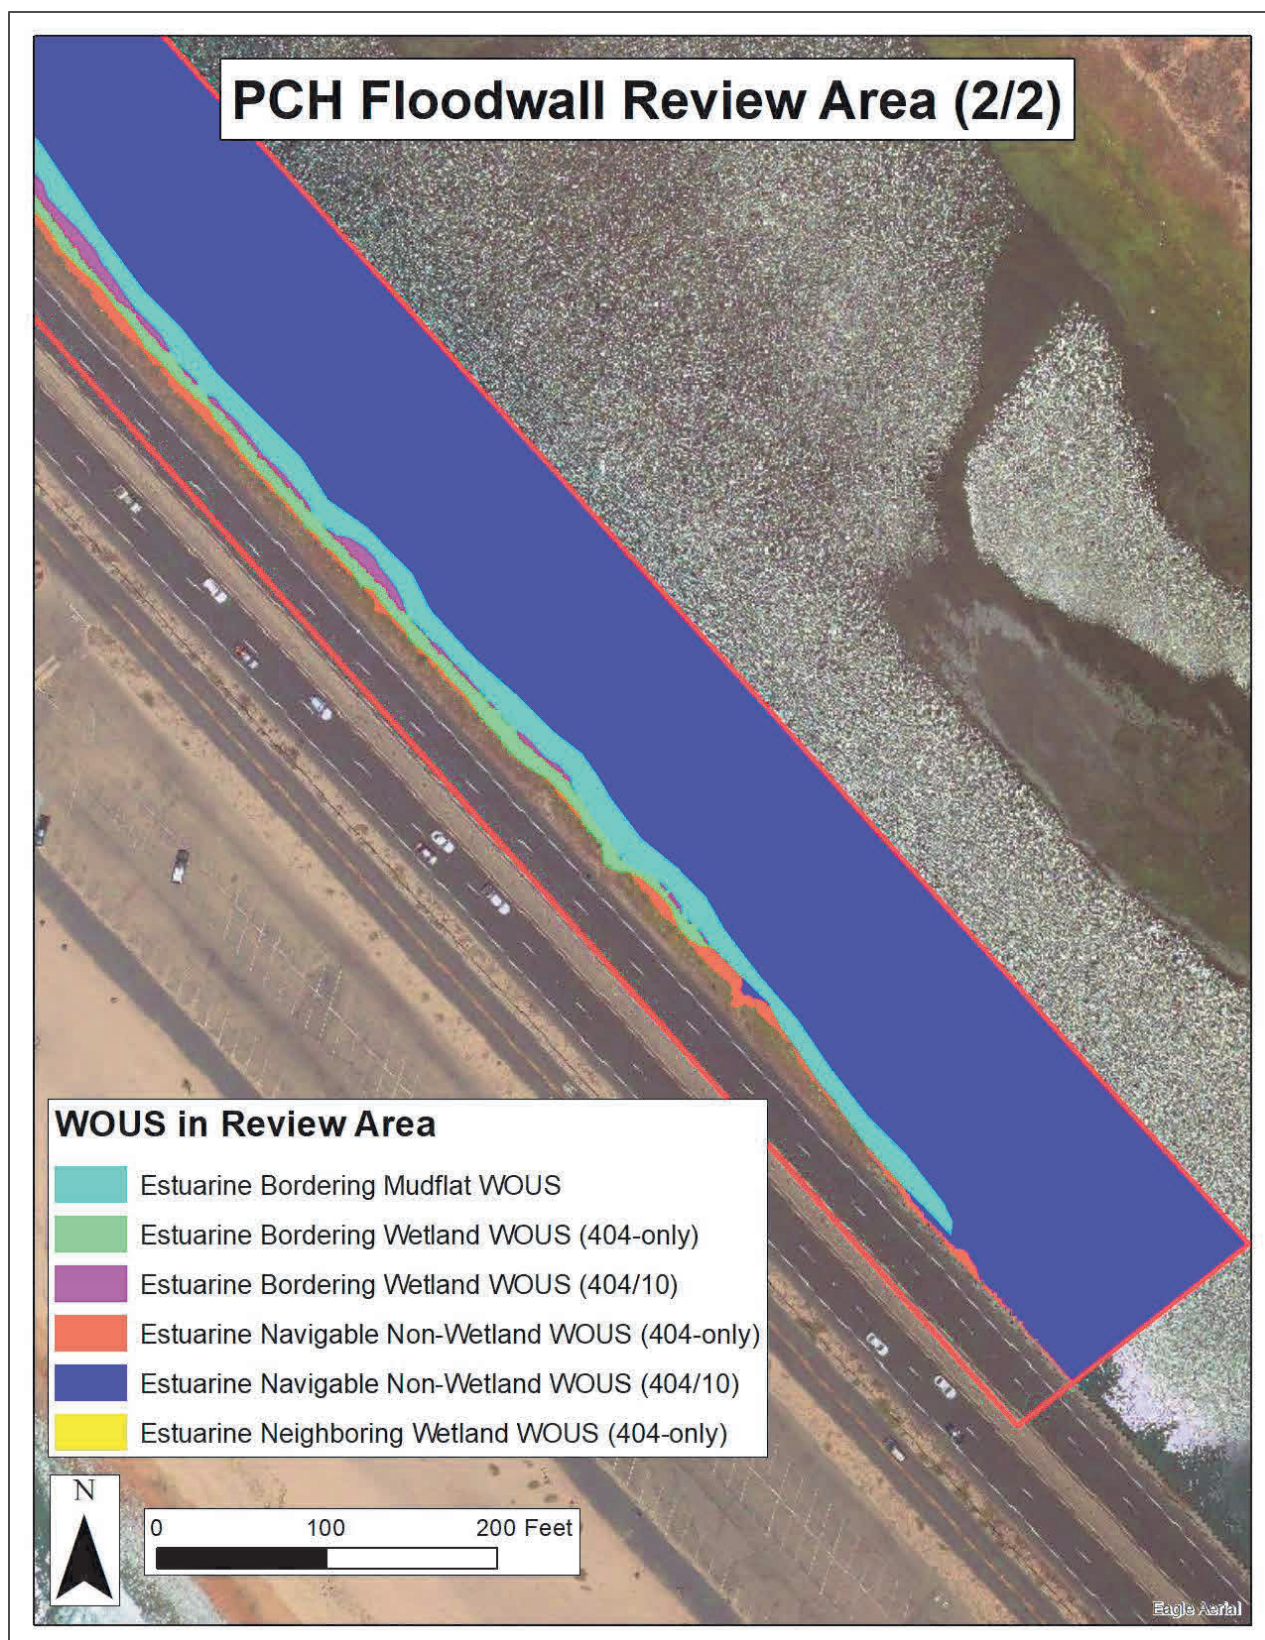 PCH Floodwall Review Area (2/2)
WOUS in Review Area
Estuarine Bordering Mudflat WOUS
Estuarine Bordering Wetland WOUS (404-only)
Estuarine Bordering Wetland WOUS (404/10)
Estuarine Navigable Non-Wetland WOUS (404-only)
Estuarine Navigable Non-Wetland WOUS (404/10)
Estuarine Neighboring Wetland WOUS (404-only)
N
0 100 200 Feet
Eagle Aerial